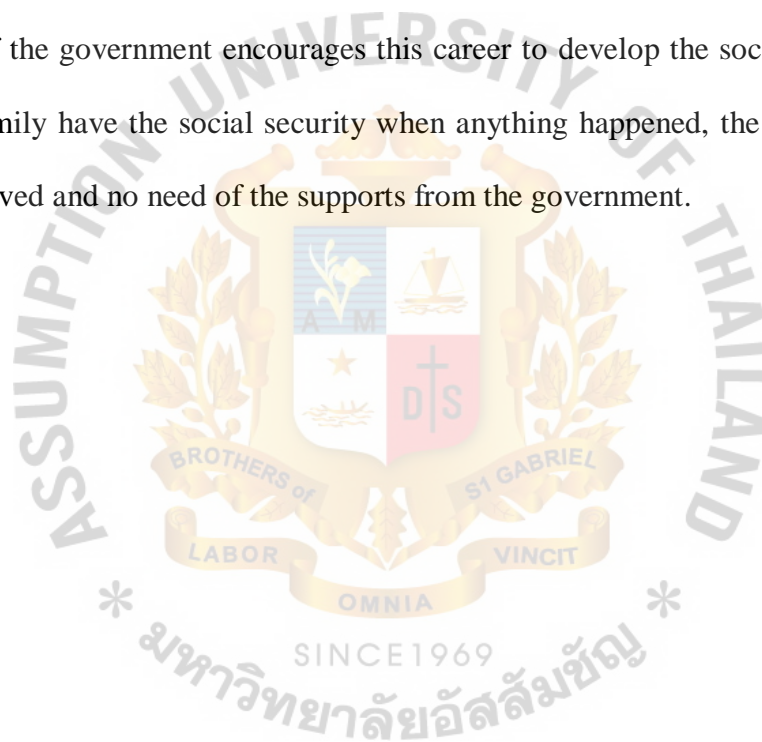 the government encourages this career to develop the soc
mily have the social security when anything happened, the
ved and no need of the supports from the government.
ASSUMPTION UNIVERSITY OF THAILAND
A M
D S
BROTHERS of S1 GABRIEL
LABOR VINCIT
OMNIA
SINCE1969
* มหาวิทยาลัยอัสสัมชัญ *